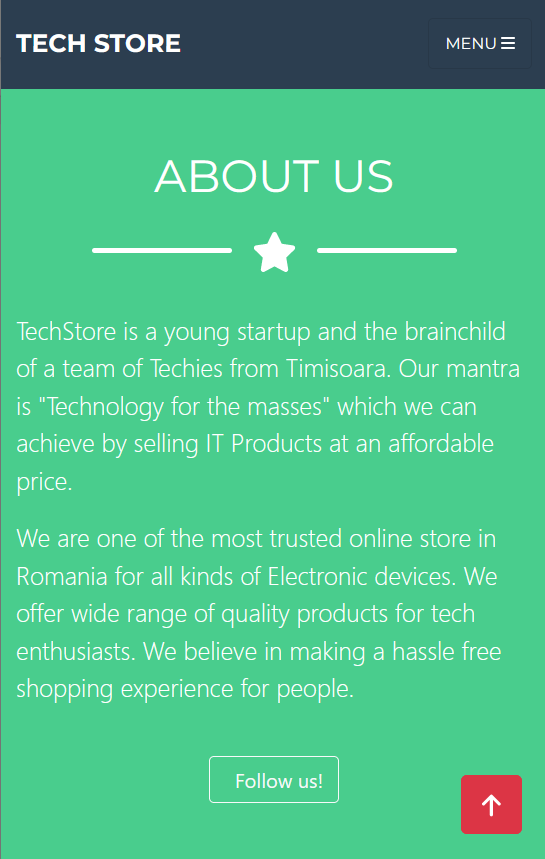 TECH STORE
MENU
ABOUT US
TechStore is a young startup and the brainchild
of a team of Techies from Timisoara. Our mantra
is "Technology for the masses" which we can
achieve by selling IT Products at an affordable
price.
We are one of the most trusted online store in
Romania for all kinds of Electronic devices. We
offer wide range of quality products for tech
enthusiasts. We believe in making a hassle free
shopping experience for people.
Follow us!